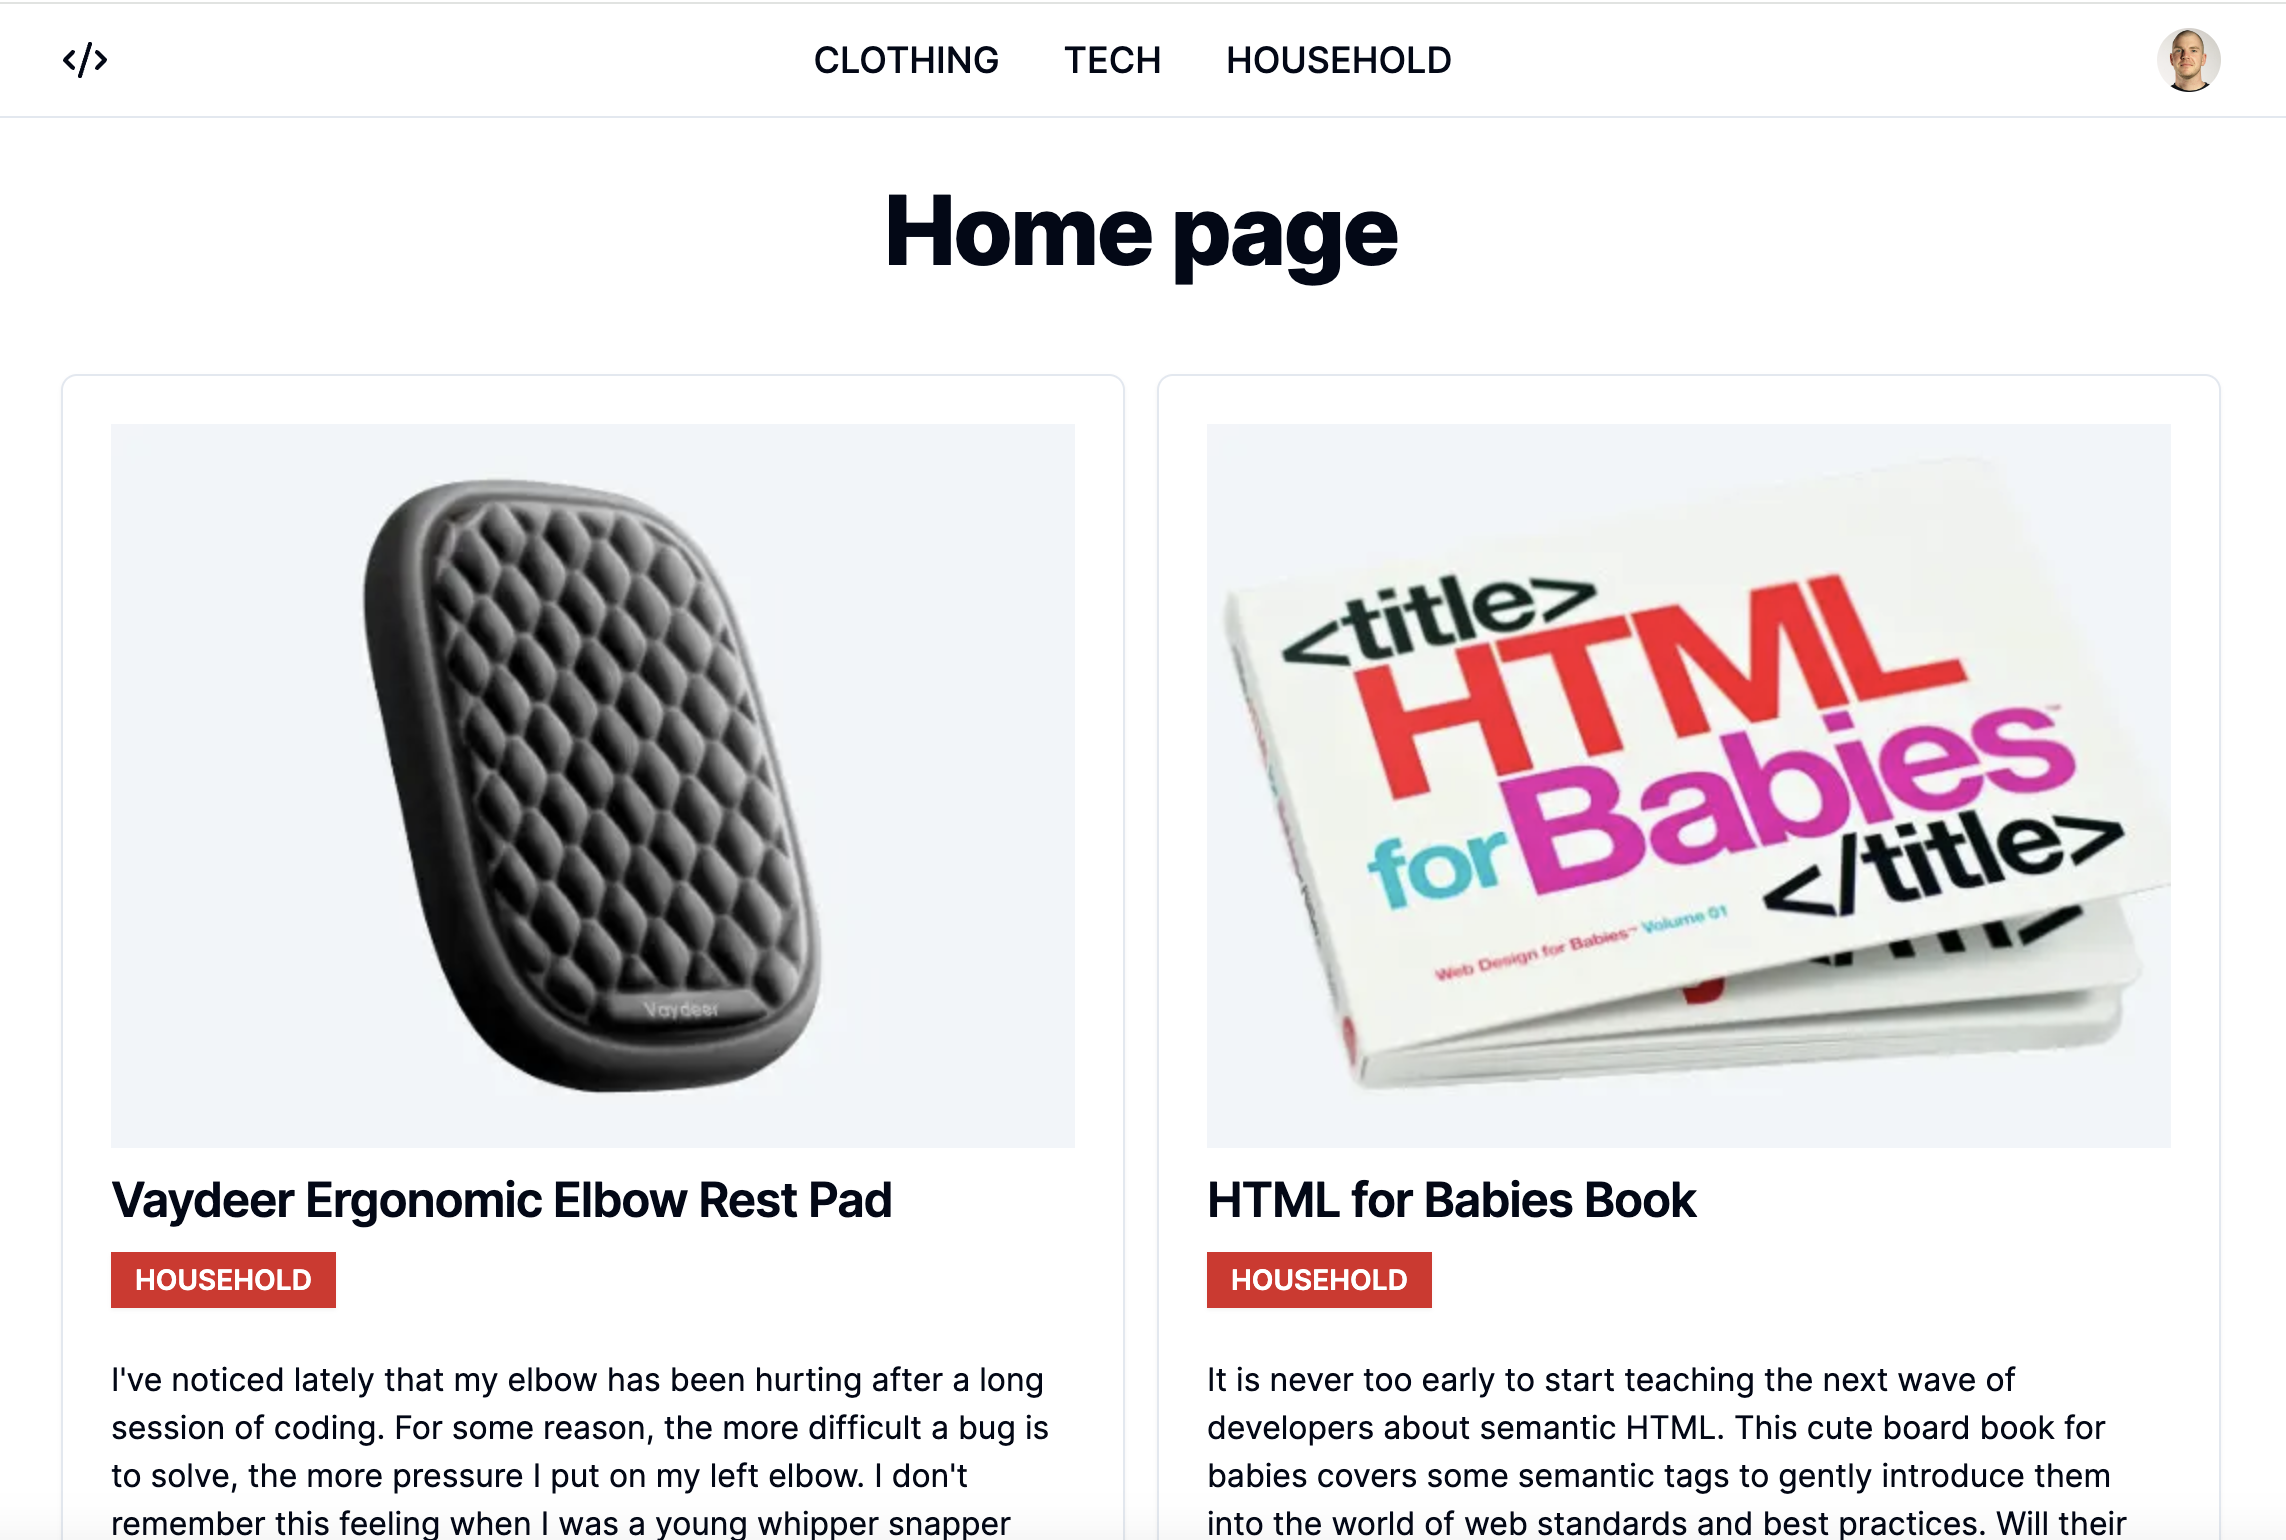 </>
CLOTHING TECH HOUSEHOLD
Home page
Vaydeer
<title>
HTML
for Babies™
</title>
Web Design for Babies™ Volume 01
Vaydeer Ergonomic Elbow Rest Pad
HOUSEHOLD
I've noticed lately that my elbow has been hurting after a long
session of coding. For some reason, the more difficult a bug is
to solve, the more pressure I put on my left elbow. I don't
remember this feeling when I was a young whipper snapper
HTML for Babies Book
HOUSEHOLD
It is never too early to start teaching the next wave of
developers about semantic HTML. This cute board book for
babies covers some semantic tags to gently introduce them
into the world of web standards and best practices. Will their